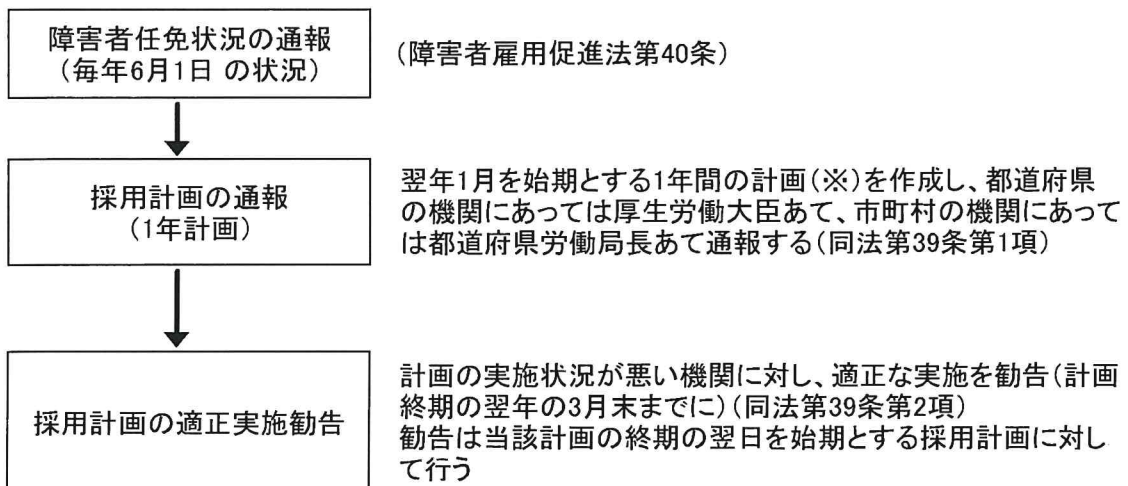 障害者任免状況の通報
（毎年6月1日 の状況）
（障害者雇用促進法第40条）
採用計画の通報
（1年計画）
翌年1月を始期とする1年間の計画（※）を作成し、都道府県
の機関にあっては厚生労働大臣あて、市町村の機関にあって
は都道府県労働局長あて通報する（同法第39条第1項）
採用計画の適正実施勧告
計画の実施状況が悪い機関に対し、適正な実施を勧告（計画
終期の翌年の3月末までに）（同法第39条第2項）
勧告は当該計画の終期の翌日を始期とする採用計画に対し
て行う